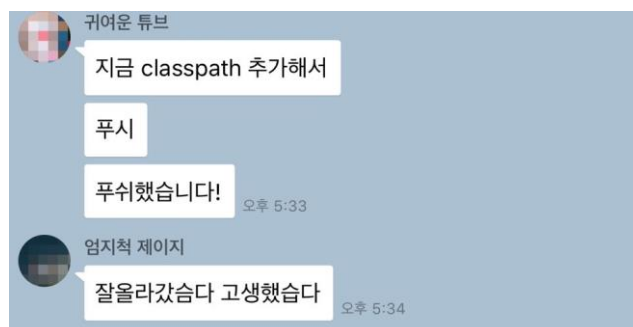 귀여운 튜브
지금 classpath 추가해서
푸시
푸쉬했습니다!
오후 5:33
엄지척 제이지
잘올라갔슴다 고생했습다
오후 5:34